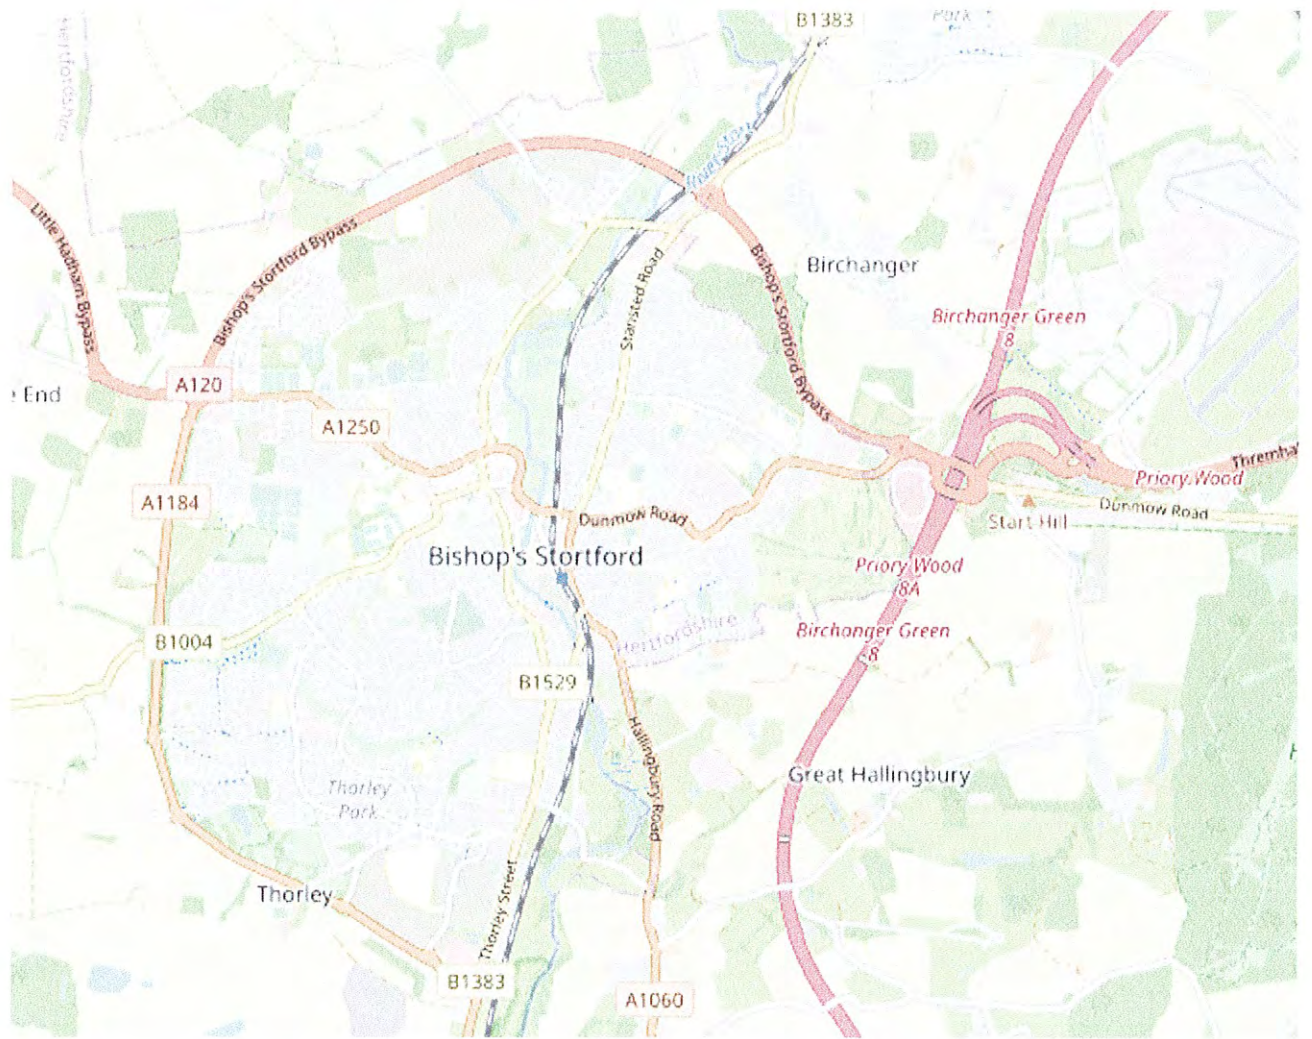 B1383
Park
Hertfordshire
River Stort
Little Hadham Bypass
Bishop's Stortford Bypass
Stansted Road
Bishop's Stortford Bypass
Birchanger
Birchanger Green
8
A120
e End
A1250
A1184
Dunmow Road
Priory Wood
Thremha
Dunmow Road
Start Hill
Bishop's Stortford
Priory Wood
8A
Birchanger Green
8
Hertfordshire
B1004
B1529
Hallingbury Road
Great Hallingbury
H
Thorley
Park
Thorley
Thorley Street
B1383
A1060